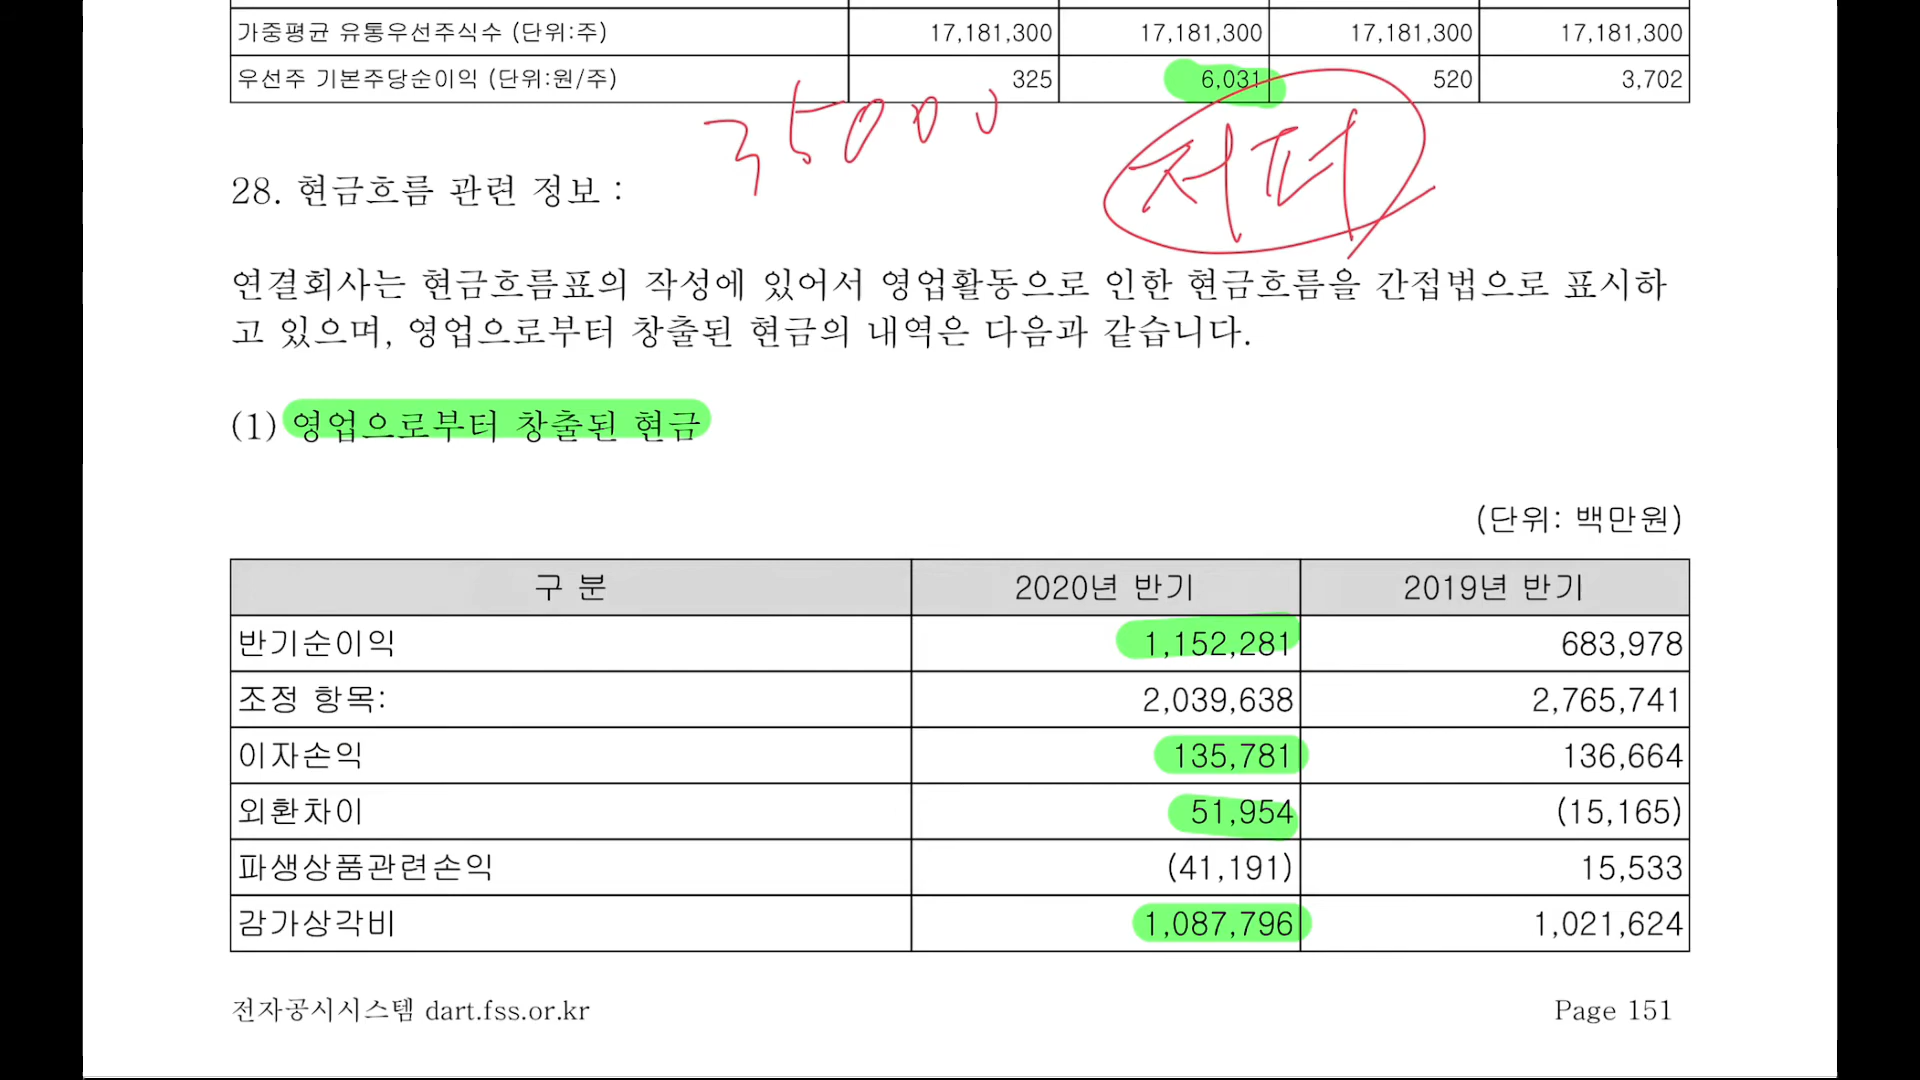 가중평균 유통우선주식수 (단위:주) 17,181,300 17,181,300 17,181,300 17,181,300
우선주 기본주당순이익 (단위:원/주) 325 6,031 520 3,702
35000
저평
28. 현금흐름 관련 정보 :
연결회사는 현금흐름표의 작성에 있어서 영업활동으로 인한 현금흐름을 간접법으로 표시하
고 있으며, 영업으로부터 창출된 현금의 내역은 다음과 같습니다.
(1) 영업으로부터 창출된 현금
(단위: 백만원)
구 분 2020년 반기 2019년 반기
반기순이익 1,152,281 683,978
조정 항목: 2,039,638 2,765,741
이자손익 135,781 136,664
외환차이 51,954 (15,165)
파생상품관련손익 (41,191) 15,533
감가상각비 1,087,796 1,021,624
전자공시시스템 dart.fss.or.kr Page 151